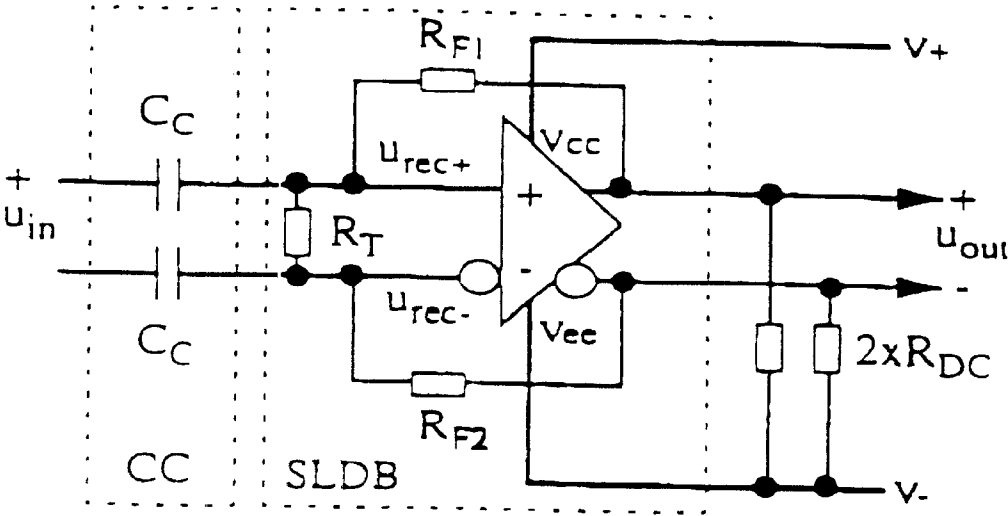 R_F1
V+
C_C
Vcc
u_rec+
+
+
+
u_in
R_T
u_out
-
-
u_rec-
Vee
C_C
2xR_DC
R_F2
CC
SLDB
V-